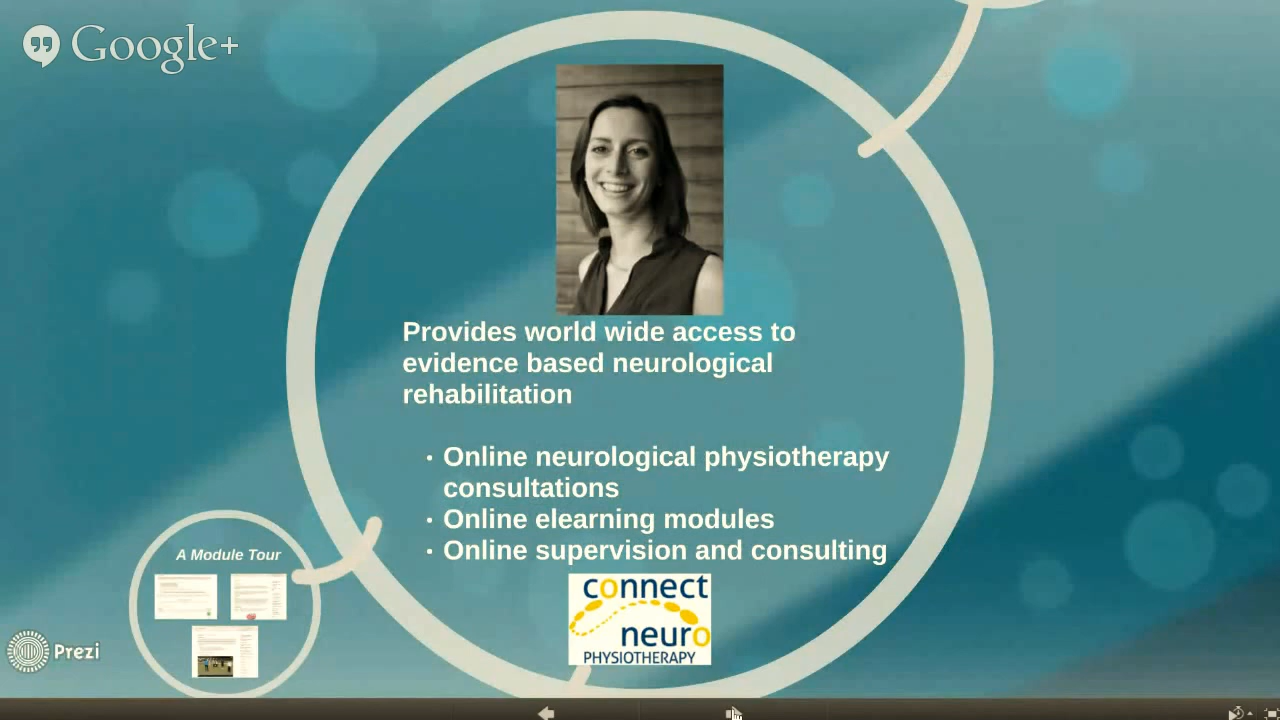 Google+
Provides world wide access to
evidence based neurological
rehabilitation
• Online neurological physiotherapy
consultations
• Online elearning modules
• Online supervision and consulting
A Module Tour
connect
neuro
PHYSIOTHERAPY
Prezi